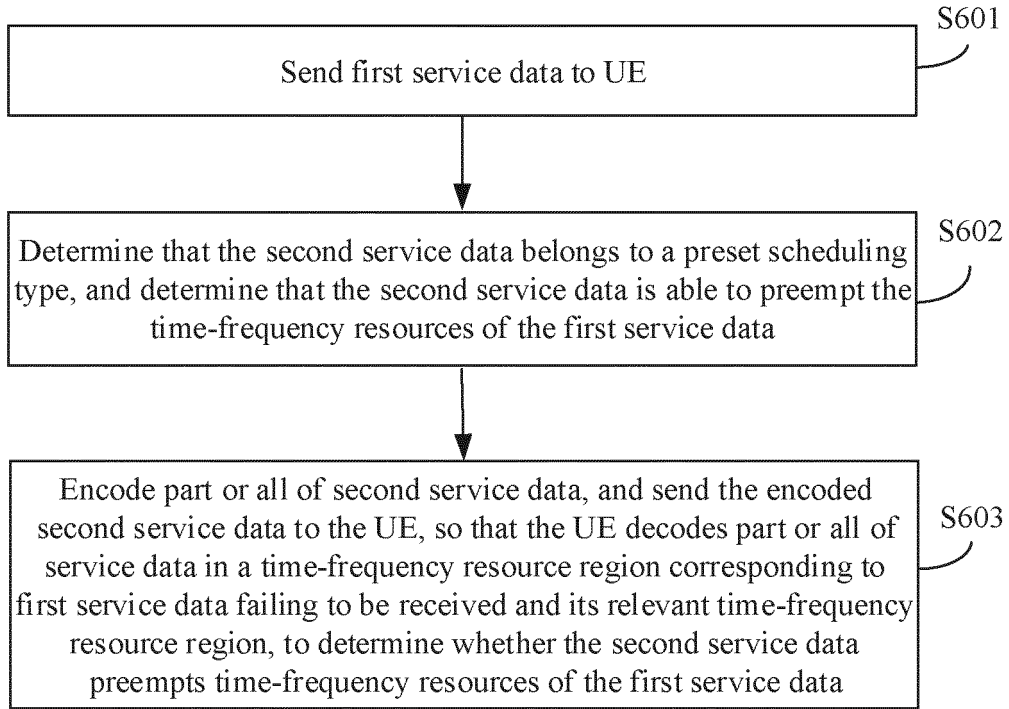 S601
Send first service data to UE
S602
Determine that the second service data belongs to a preset scheduling
type, and determine that the second service data is able to preempt the
time-frequency resources of the first service data
S603
Encode part or all of second service data, and send the encoded
second service data to the UE, so that the UE decodes part or all of
service data in a time-frequency resource region corresponding to
first service data failing to be received and its relevant time-frequency
resource region, to determine whether the second service data
preempts time-frequency resources of the first service data